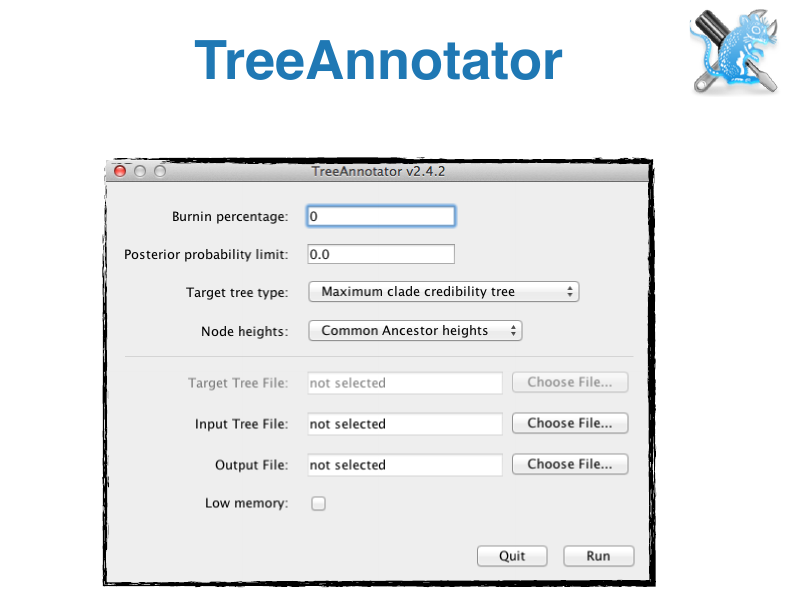 TreeAnnotator
TreeAnnotator v2.4.2
Burnin percentage: 0
Posterior probability limit: 0.0
Target tree type: Maximum clade credibility tree
Node heights: Common Ancestor heights
Target Tree File: not selected Choose File...
Input Tree File: not selected Choose File...
Output File: not selected Choose File...
Low memory:
Quit Run